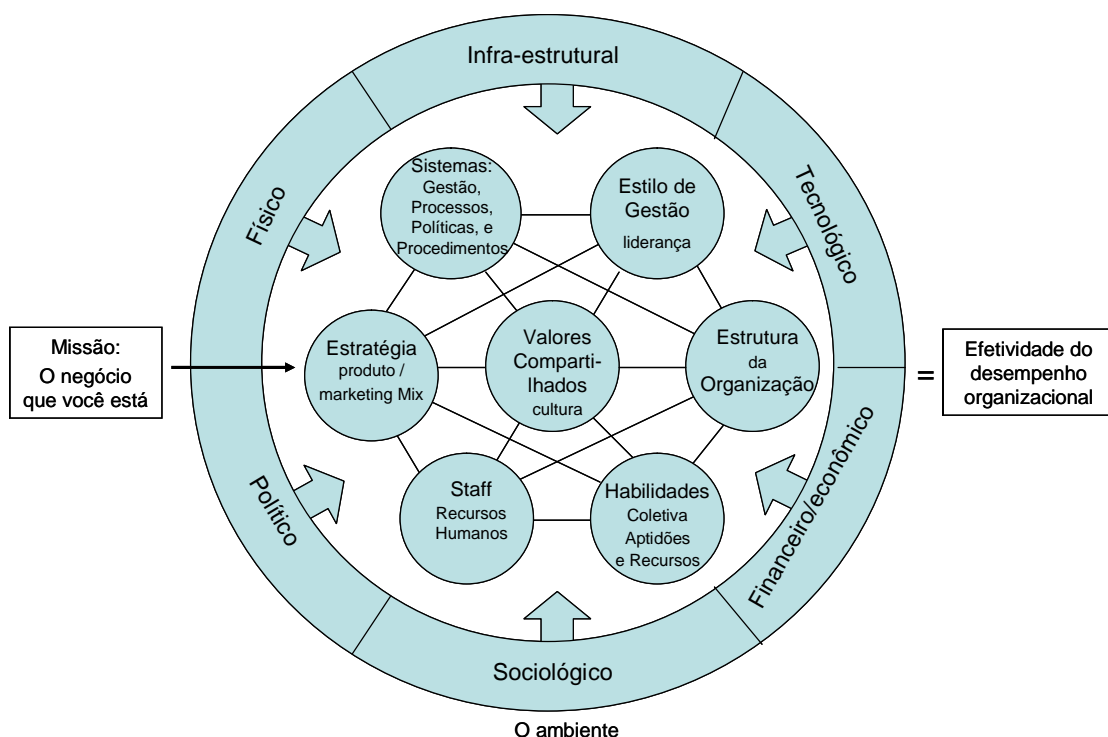 Infra-estrutural
Tecnológico
Físico
Sistemas:
Gestão,
Processos,
Políticas, e
Procedimentos
Estilo de
Gestão
liderança
Missão:
O negócio
que você está
Estratégia
produto /
marketing Mix
Valores
Comparti-
lhados
cultura
Estrutura
da
Organização
=
Efetividade do
desempenho
organizacional
Político
Staff
Recursos
Humanos
Habilidades
Coletiva
Aptidões
e Recursos
Financeiro/econômico
Sociológico
O ambiente